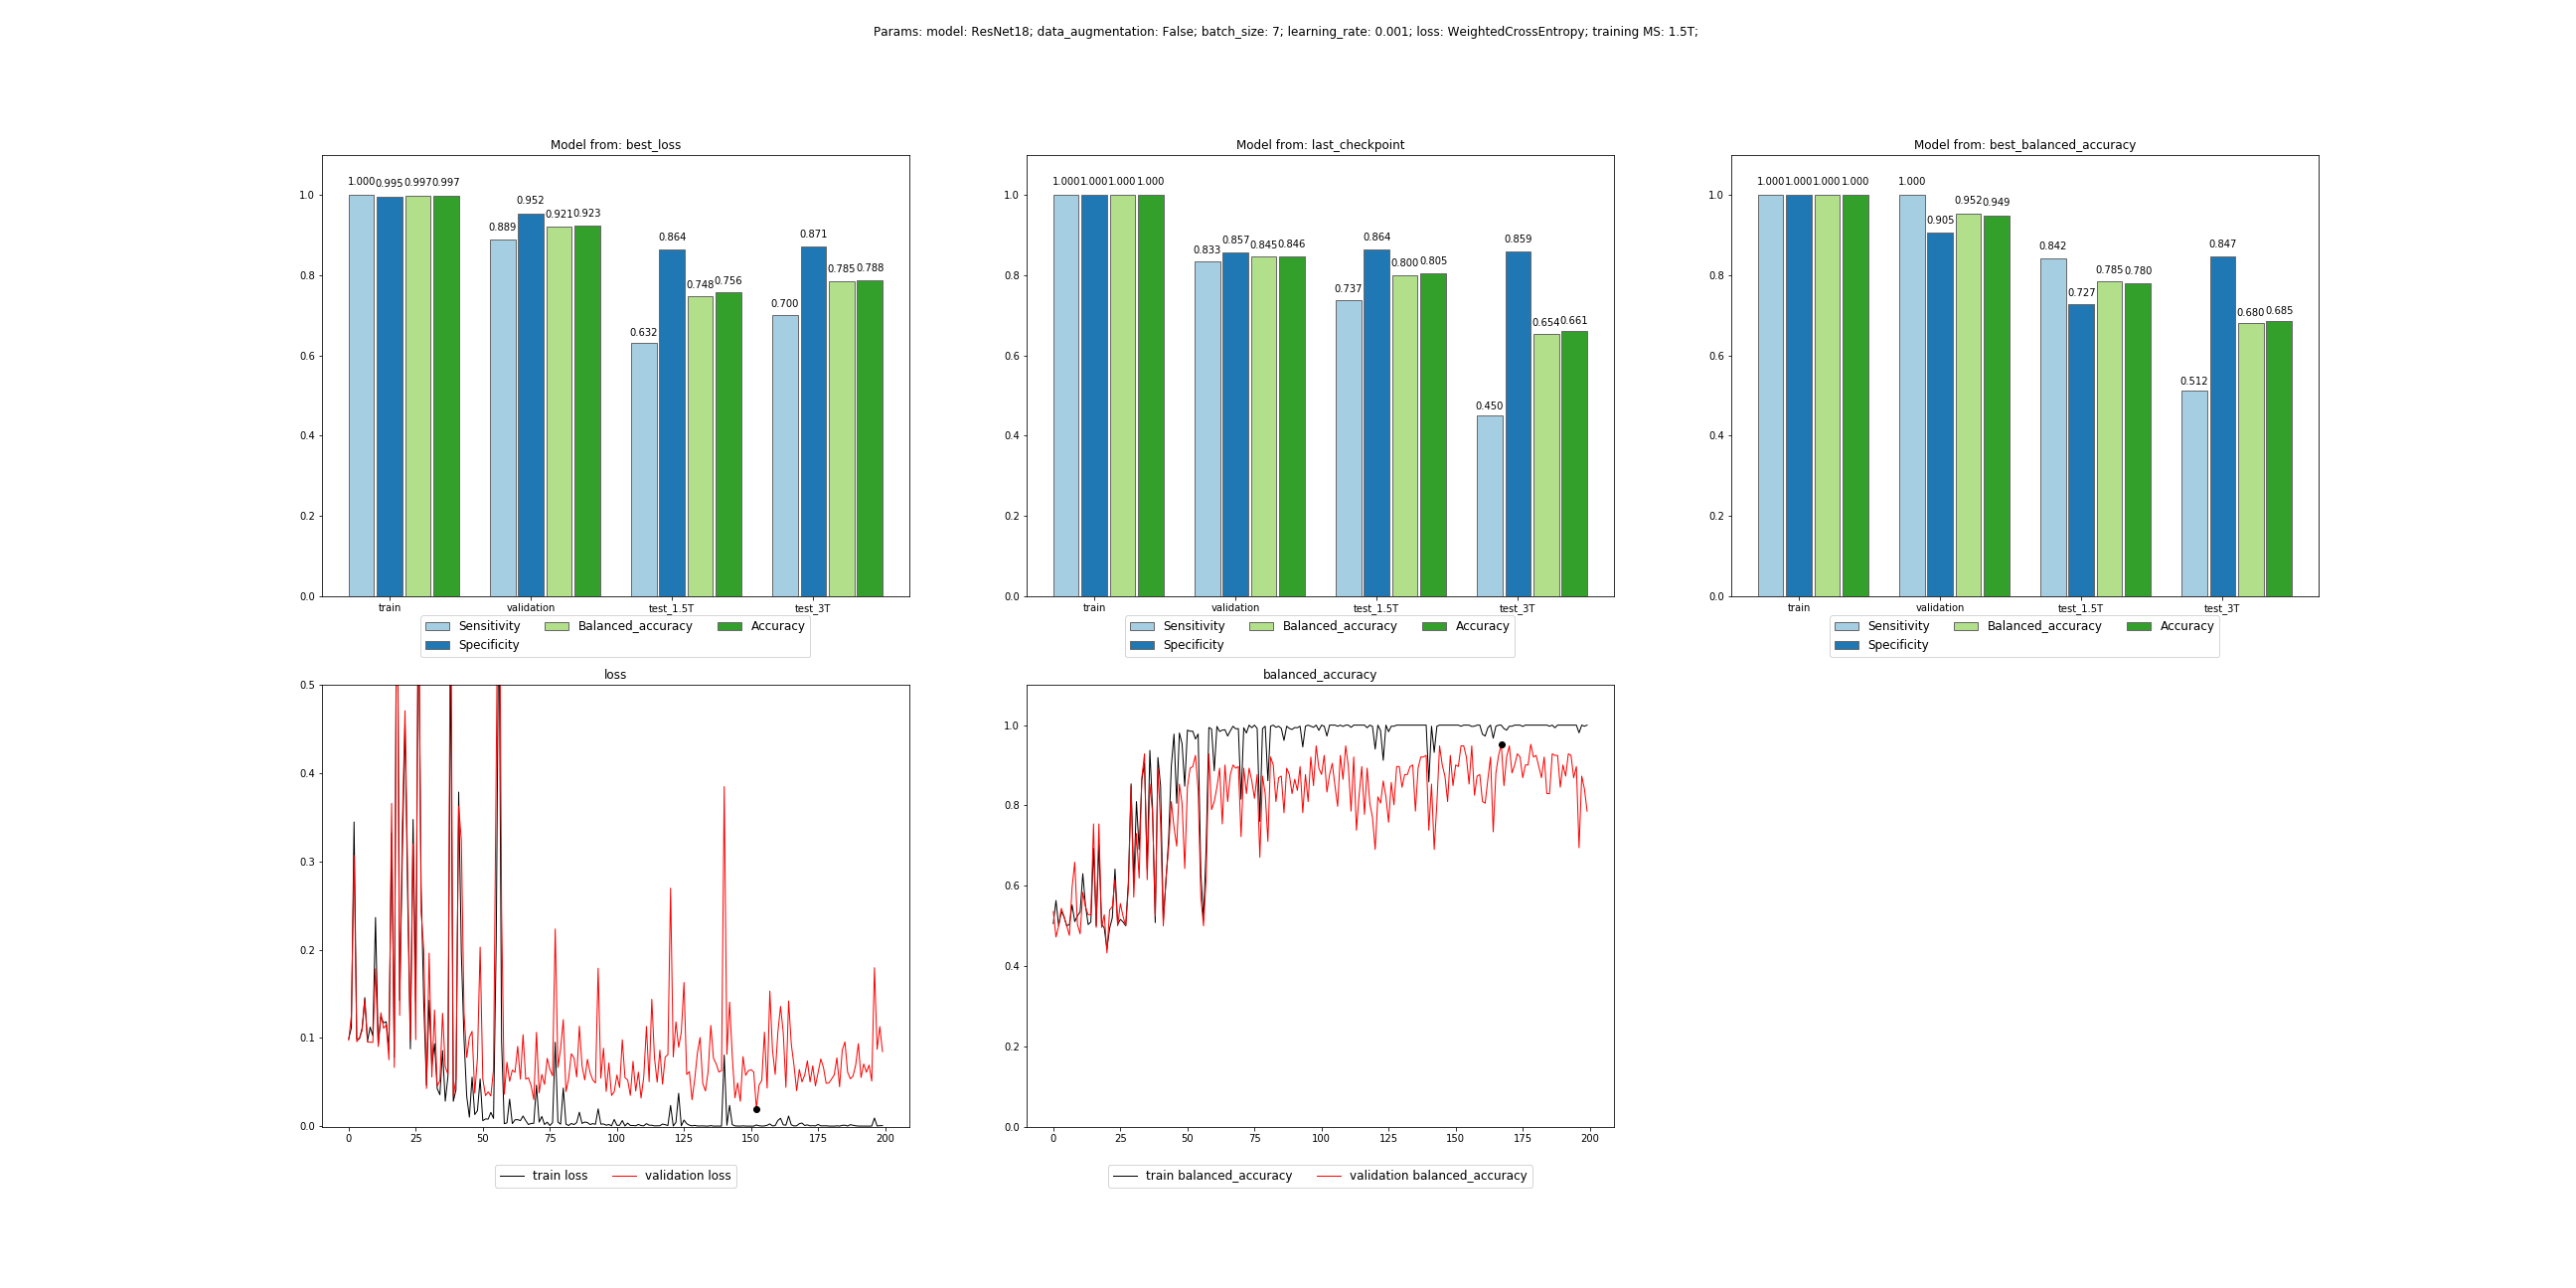 Params: model: ResNet18; data_augmentation: False; batch_size: 7; learning_rate: 0.001; loss: WeightedCrossEntropy; training MS: 1.5T;
Model from: best_loss
1.000 0.995 0.997 0.997
0.889 0.952 0.921 0.923
0.632 0.864 0.748 0.756
0.700 0.871 0.785 0.788
1.0
0.8
0.6
0.4
0.2
0.0
train validation test_1.5T test_3T
Sensitivity Balanced_accuracy Accuracy
Specificity
Model from: last_checkpoint
1.000 1.000 1.000 1.000
0.833 0.857 0.845 0.846
0.737 0.864 0.800 0.805
0.450 0.859 0.654 0.661
1.0
0.8
0.6
0.4
0.2
0.0
train validation test_1.5T test_3T
Sensitivity Balanced_accuracy Accuracy
Specificity
Model from: best_balanced_accuracy
1.000 1.000 1.000 1.000
1.000 0.905 0.952 0.949
0.842 0.727 0.785 0.780
0.512 0.847 0.680 0.685
1.0
0.8
0.6
0.4
0.2
0.0
train validation test_1.5T test_3T
Sensitivity Balanced_accuracy Accuracy
Specificity
loss
0.5
0.4
0.3
0.2
0.1
0.0
0 25 50 75 100 125 150 175 200
train loss validation loss
balanced_accuracy
1.0
0.8
0.6
0.4
0.2
0.0
0 25 50 75 100 125 150 175 200
train balanced_accuracy validation balanced_accuracy